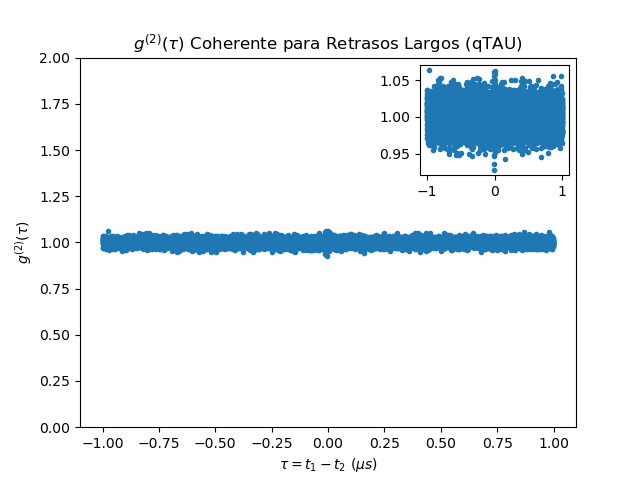 g^{(2)}(τ) Coherente para Retrasos Largos (qTAU)
2.00
1.75
1.50
1.25
1.00
0.75
0.50
0.25
0.00
g^{(2)}(τ)
1.05
1.00
0.95
−1 0 1
−1.00 −0.75 −0.50 −0.25 0.00 0.25 0.50 0.75 1.00
τ = t₁ − t₂ (μs)